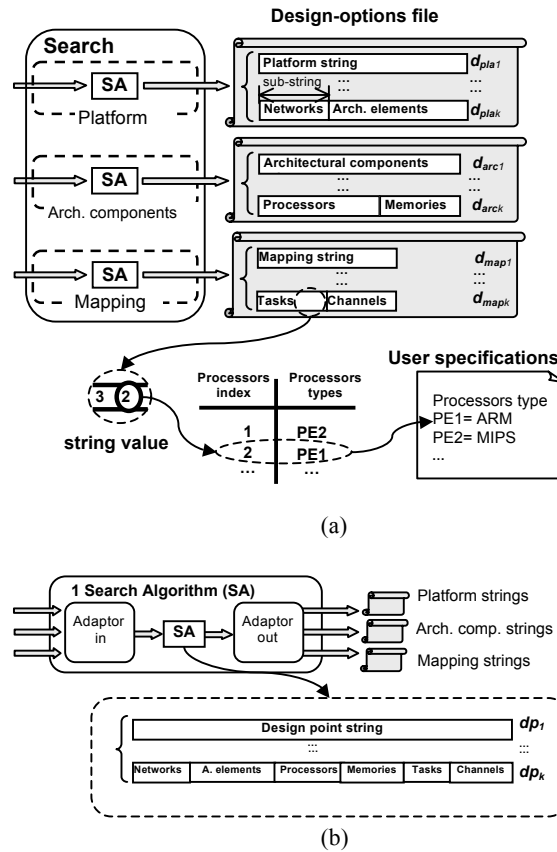 Design-options file
Search
SA
Platform
Platform string
d_pla1
sub-string
...
...
...
Networks
Arch. elements
d_plak
SA
Arch. components
Architectural components
d_arc1
...
...
...
Processors
Memories
d_arck
SA
Mapping
Mapping string
d_map1
...
...
...
Tasks
Channels
d_mapk
3 2
string value
Processors index
Processors types
1 PE2
2 PE1
... ...
User specifications
Processors type
PE1= ARM
PE2= MIPS
...
(a)
1 Search Algorithm (SA)
Adaptor in
SA
Adaptor out
Platform strings
Arch. comp. strings
Mapping strings
Design point string
dp_1
:::
:::
Networks
A. elements
Processors
Memories
Tasks
Channels
dp_k
(b)